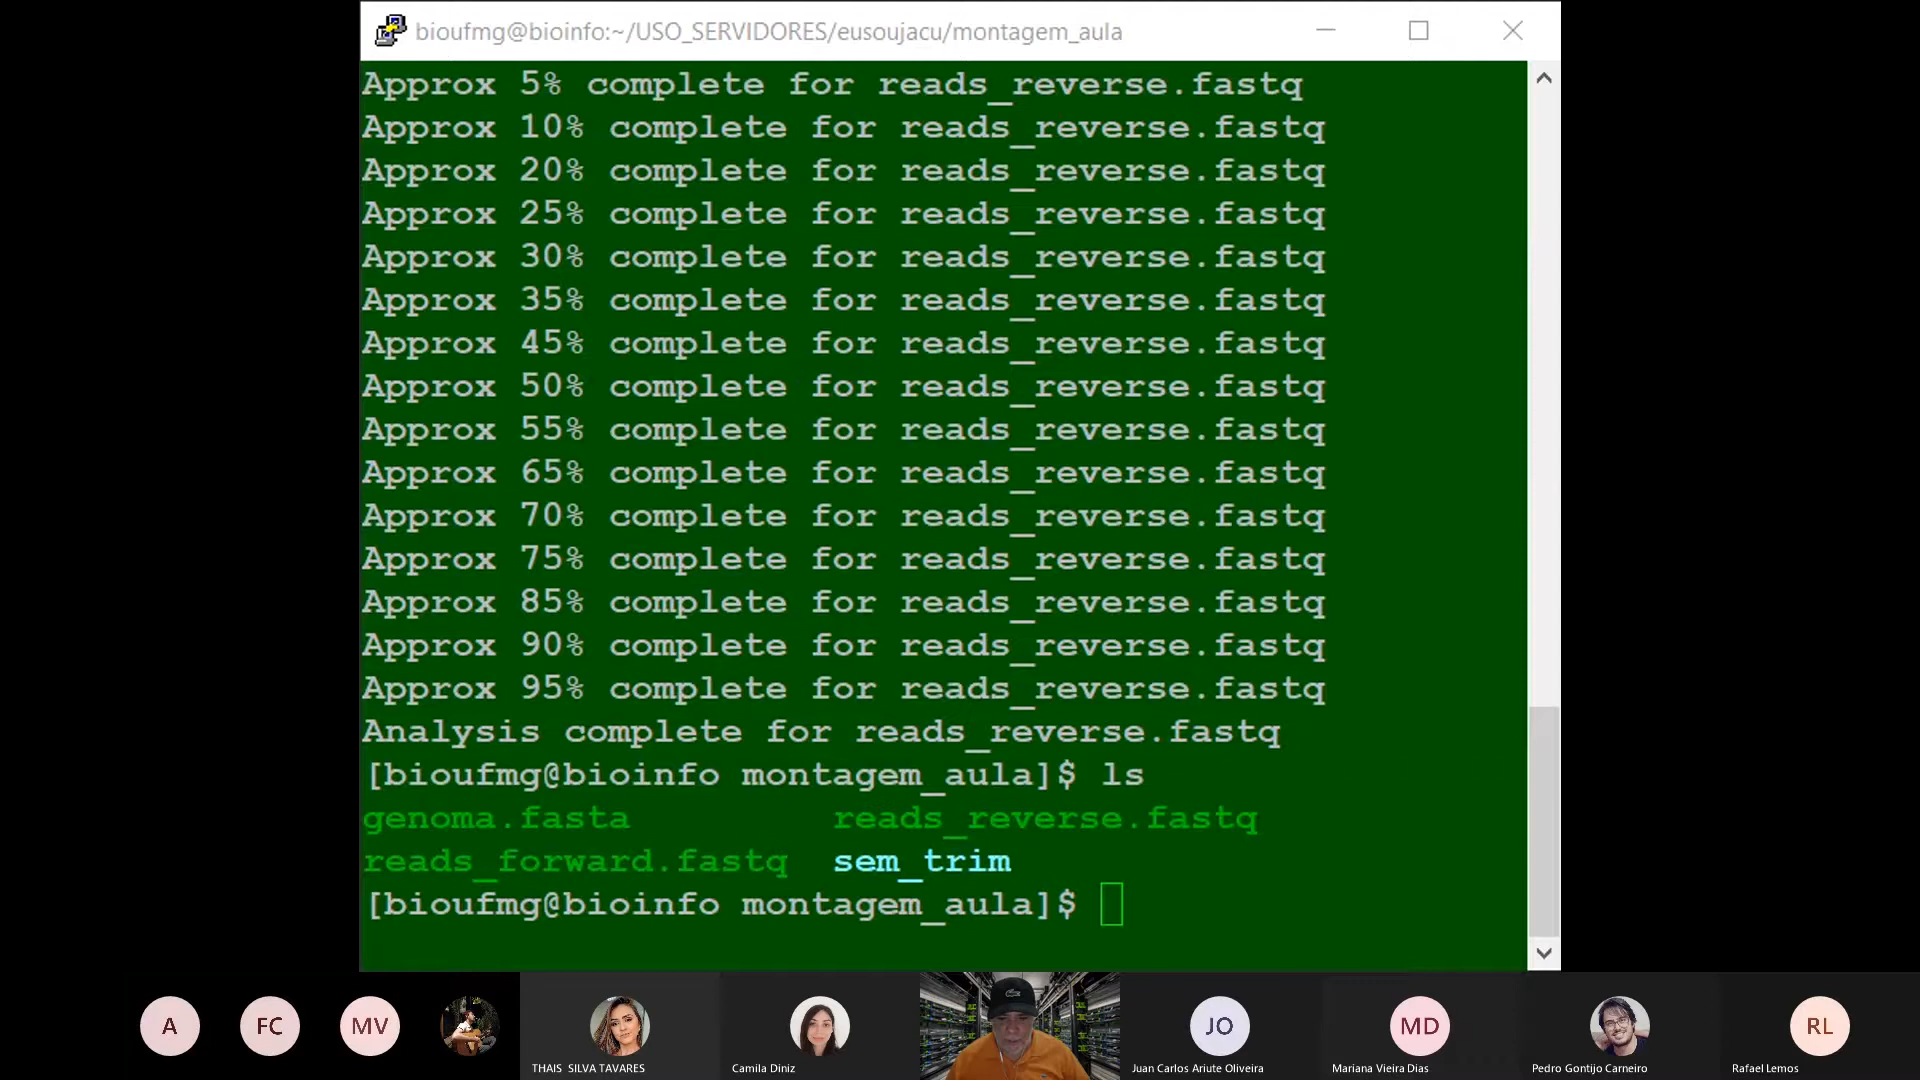 bioufmg@bioinfo:~/USO_SERVIDORES/eusoujacu/montagem_aula
Approx 5% complete for reads_reverse.fastq
Approx 10% complete for reads_reverse.fastq
Approx 20% complete for reads_reverse.fastq
Approx 25% complete for reads_reverse.fastq
Approx 30% complete for reads_reverse.fastq
Approx 35% complete for reads_reverse.fastq
Approx 45% complete for reads_reverse.fastq
Approx 50% complete for reads_reverse.fastq
Approx 55% complete for reads_reverse.fastq
Approx 65% complete for reads_reverse.fastq
Approx 70% complete for reads_reverse.fastq
Approx 75% complete for reads_reverse.fastq
Approx 85% complete for reads_reverse.fastq
Approx 90% complete for reads_reverse.fastq
Approx 95% complete for reads_reverse.fastq
Analysis complete for reads_reverse.fastq
[bioufmg@bioinfo montagem_aula]$ ls
genoma.fasta reads_reverse.fastq
reads_forward.fastq sem_trim
[bioufmg@bioinfo montagem_aula]$
A FC MV JO MD RL
THAIS SILVA TAVARES Camila Diniz Juan Carlos Ariute Oliveira Mariana Vieira Dias Pedro Gontijo Carneiro Rafael Lemos